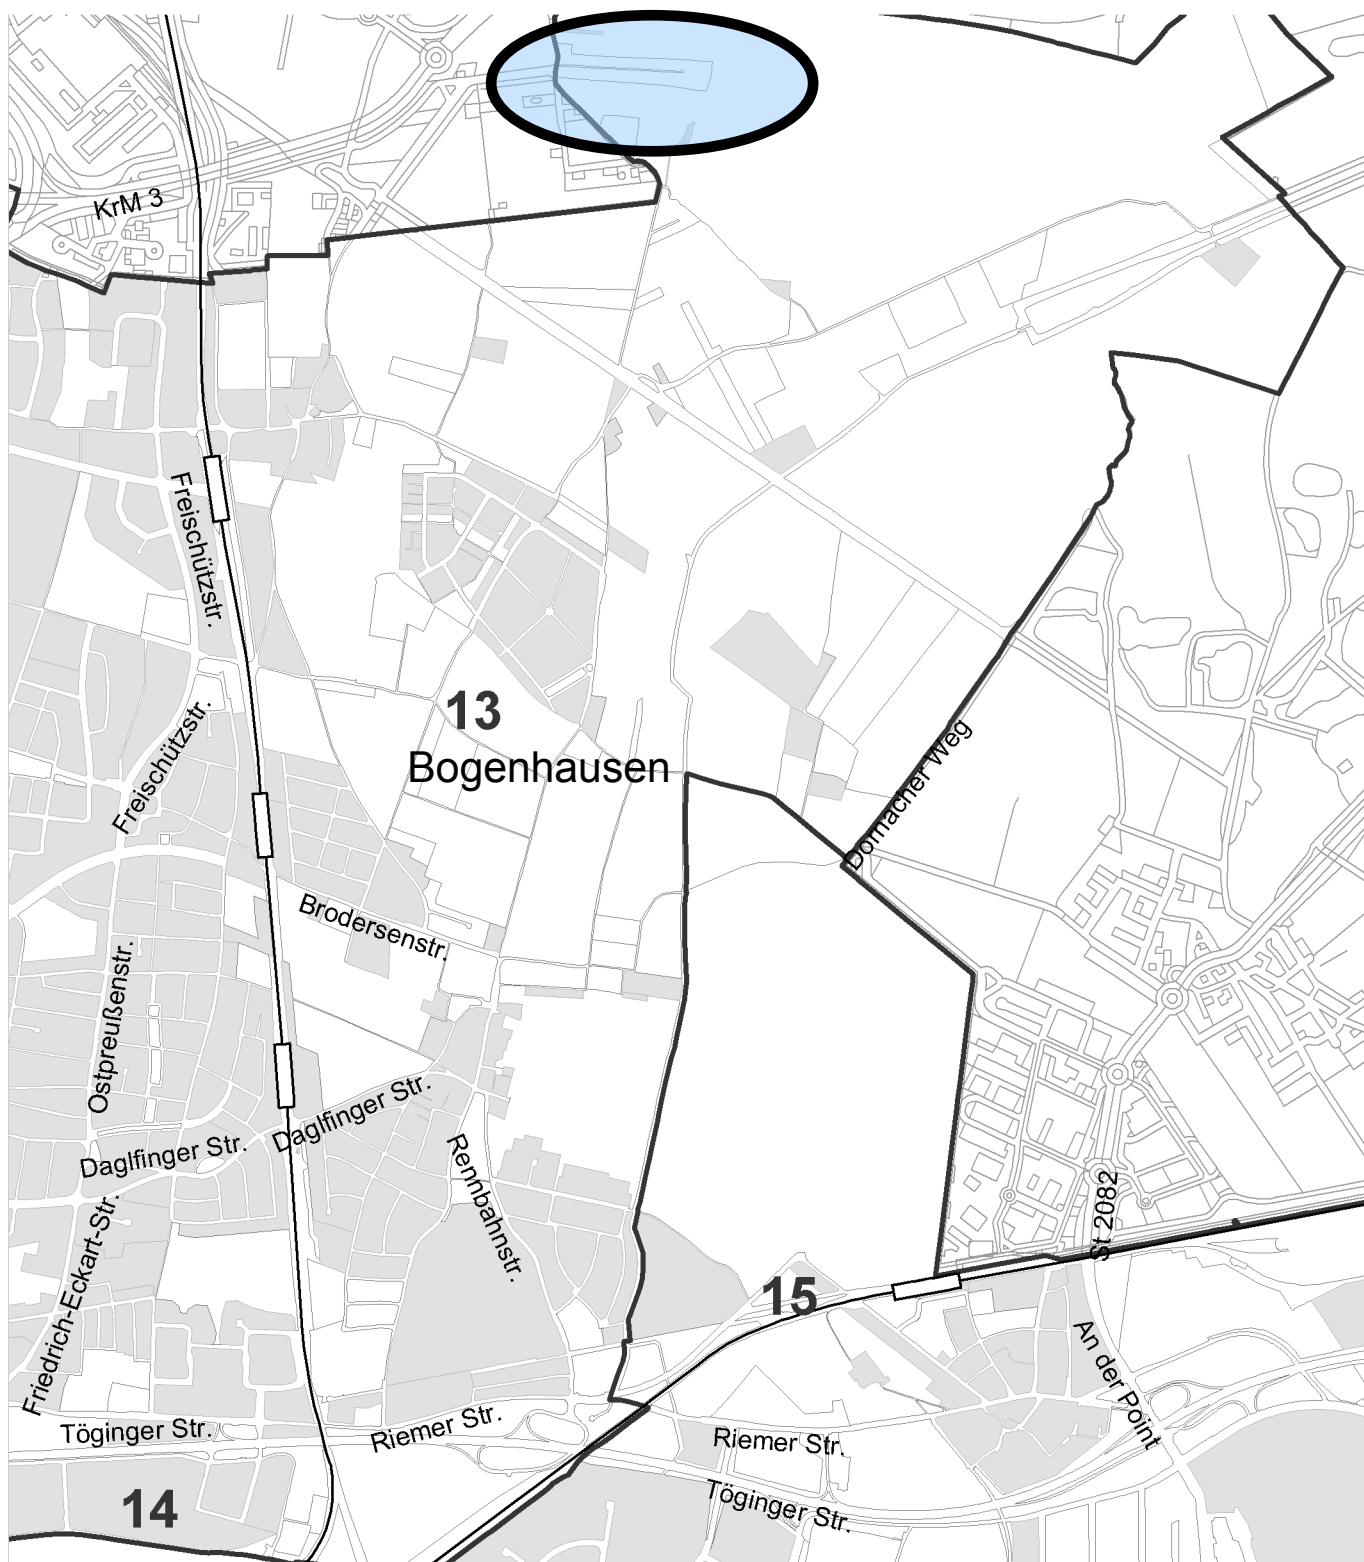 KrM 3
Freischützstr.
13
Bogenhausen
Freischützstr.
Dornacher Weg
Brodersenstr.
Ostpreußenstr.
Daglfinger Str.
Daglfinger Str.
Rennbahnstr.
St 2082
Friedrich-Eckart-Str.
15
An der Point
Töginger Str.
Riemer Str.
Riemer Str.
Töginger Str.
14